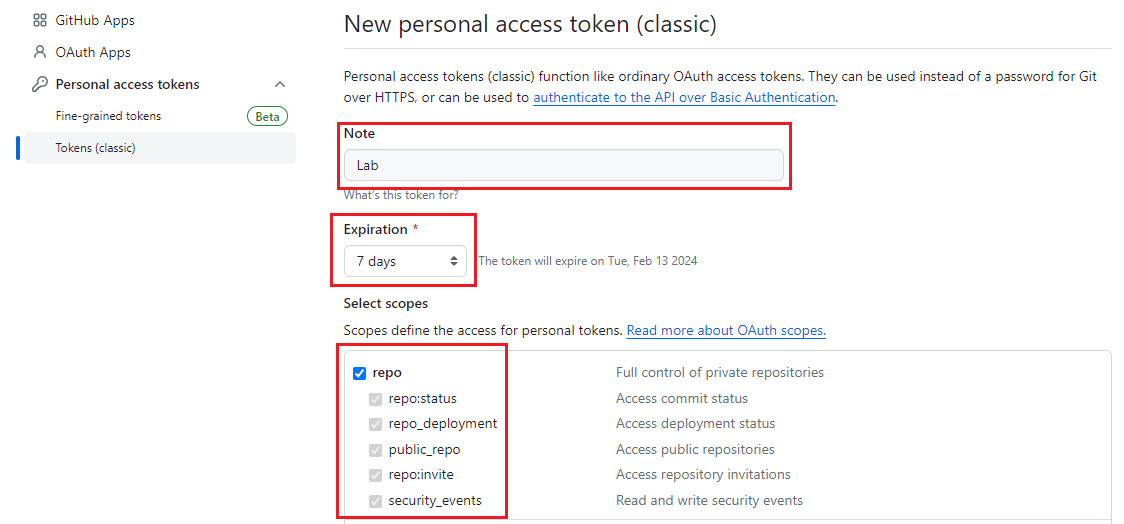 GitHub Apps
OAuth Apps
Personal access tokens
Fine-grained tokens Beta
Tokens (classic)
New personal access token (classic)
Personal access tokens (classic) function like ordinary OAuth access tokens. They can be used instead of a password for Git
over HTTPS, or can be used to authenticate to the API over Basic Authentication.
Note
Lab
What's this token for?
Expiration *
7 days The token will expire on Tue, Feb 13 2024
Select scopes
Scopes define the access for personal tokens. Read more about OAuth scopes.
repo Full control of private repositories
repo:status Access commit status
repo_deployment Access deployment status
public_repo Access public repositories
repo:invite Access repository invitations
security_events Read and write security events